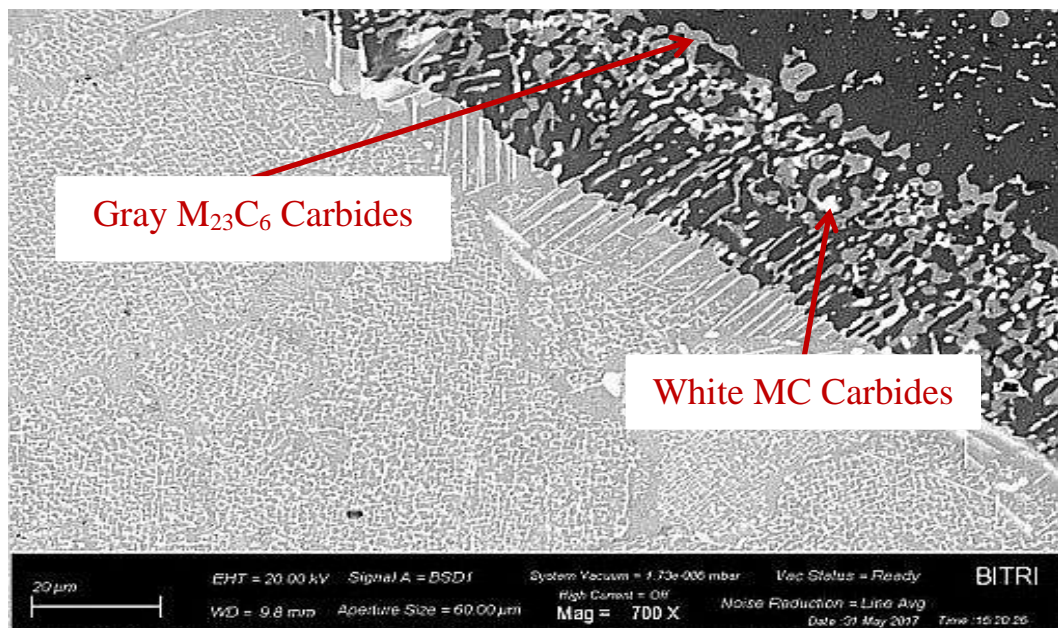 Gray M₂₃C₆ Carbides
White MC Carbides
20 µm
EHT = 20.00 kV Signal A = BSD1 System Vacuum = 1.73e-006 mbar Vac Status = Ready BITRI
High Current = Off
WD = 9.8 mm Aperture Size = 60.00 µm Mag = 700 X Noise Reduction = Line Avg
Date :31 May 2017 Time :15:20:25